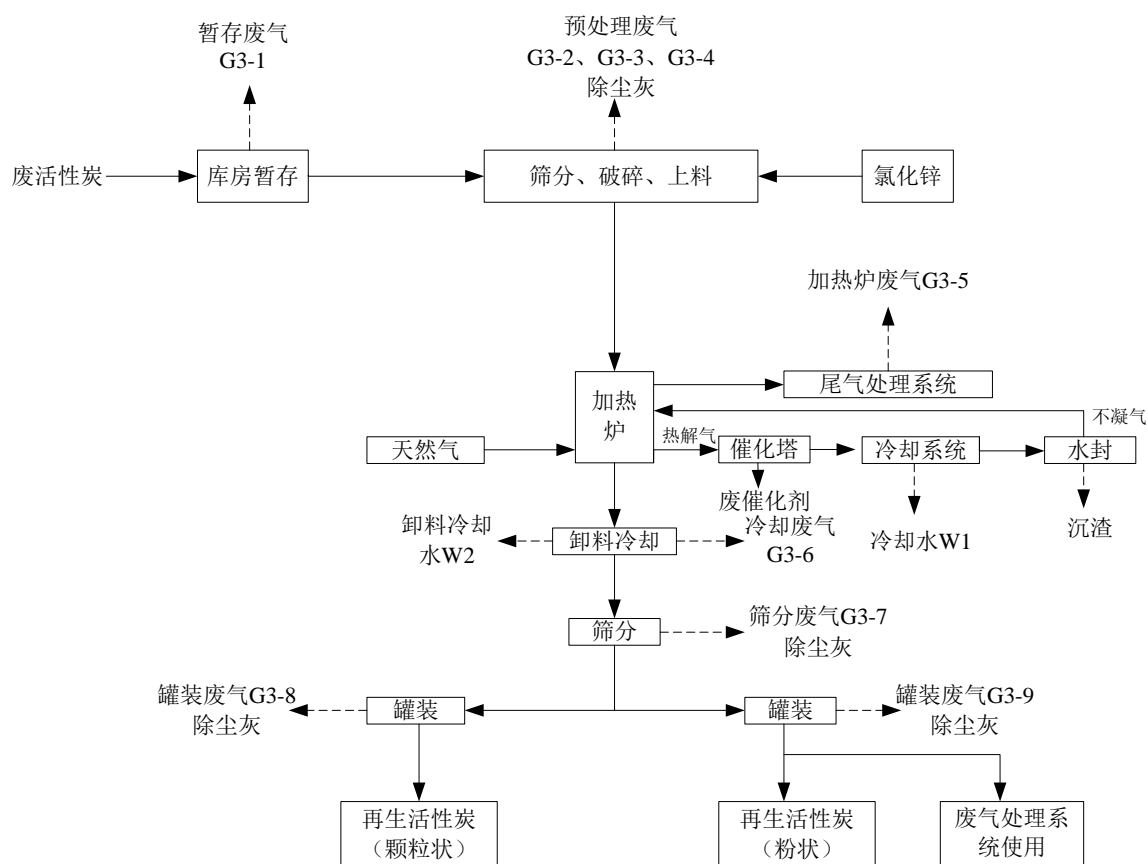 暂存废气
G3-1
预处理废气
G3-2、G3-3、G3-4
除尘灰
废活性炭
库房暂存
筛分、破碎、上料
氯化锌
加热炉废气G3-5
尾气处理系统
加热
炉
不凝气
热解气
天然气
催化塔
冷却系统
水封
废催化剂
卸料冷却
水W2
卸料冷却
冷却废气
G3-6
冷却水W1
沉渣
筛分
筛分废气G3-7
除尘灰
罐装废气G3-8
除尘灰
罐装
罐装
罐装废气G3-9
除尘灰
再生活性炭
（颗粒状）
再生活性炭
（粉状）
废气处理系
统使用